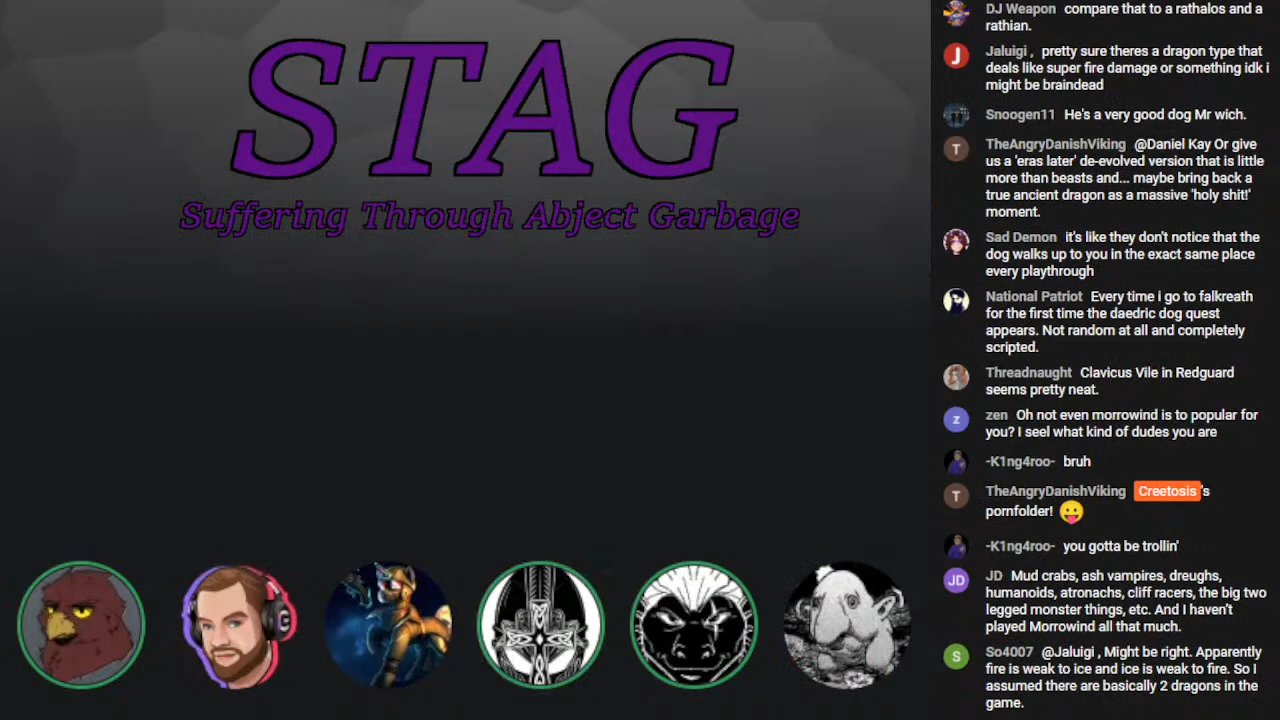 STAG
Suffering Through Abject Garbage
DJ Weapon compare that to a rathalos and a
rathian.
J
Jaluigi , pretty sure theres a dragon type that
deals like super fire damage or something idk i
might be braindead
Snoogen11 He's a very good dog Mr wich.
T
TheAngryDanishViking @Daniel Kay Or give
us a 'eras later' de-evolved version that is little
more than beasts and... maybe bring back a
true ancient dragon as a massive 'holy shit!'
moment.
Sad Demon it's like they don't notice that the
dog walks up to you in the exact same place
every playthrough
National Patriot Every time i go to falkreath
for the first time the daedric dog quest
appears. Not random at all and completely
scripted.
Threadnaught Clavicus Vile in Redguard
seems pretty neat.
z
zen Oh not even morrowind is to popular for
you? I seel what kind of dudes you are
-K1ng4roo- bruh
T
TheAngryDanishViking Creetosis 's
pornfolder! 😛
-K1ng4roo- you gotta be trollin'
JD
JD Mud crabs, ash vampires, dreughs,
humanoids, atronachs, cliff racers, the big two
legged monster things, etc. And I haven't
played Morrowind all that much.
S
So4007 @Jaluigi , Might be right. Apparently
fire is weak to ice and ice is weak to fire. So I
assumed there are basically 2 dragons in the
game.